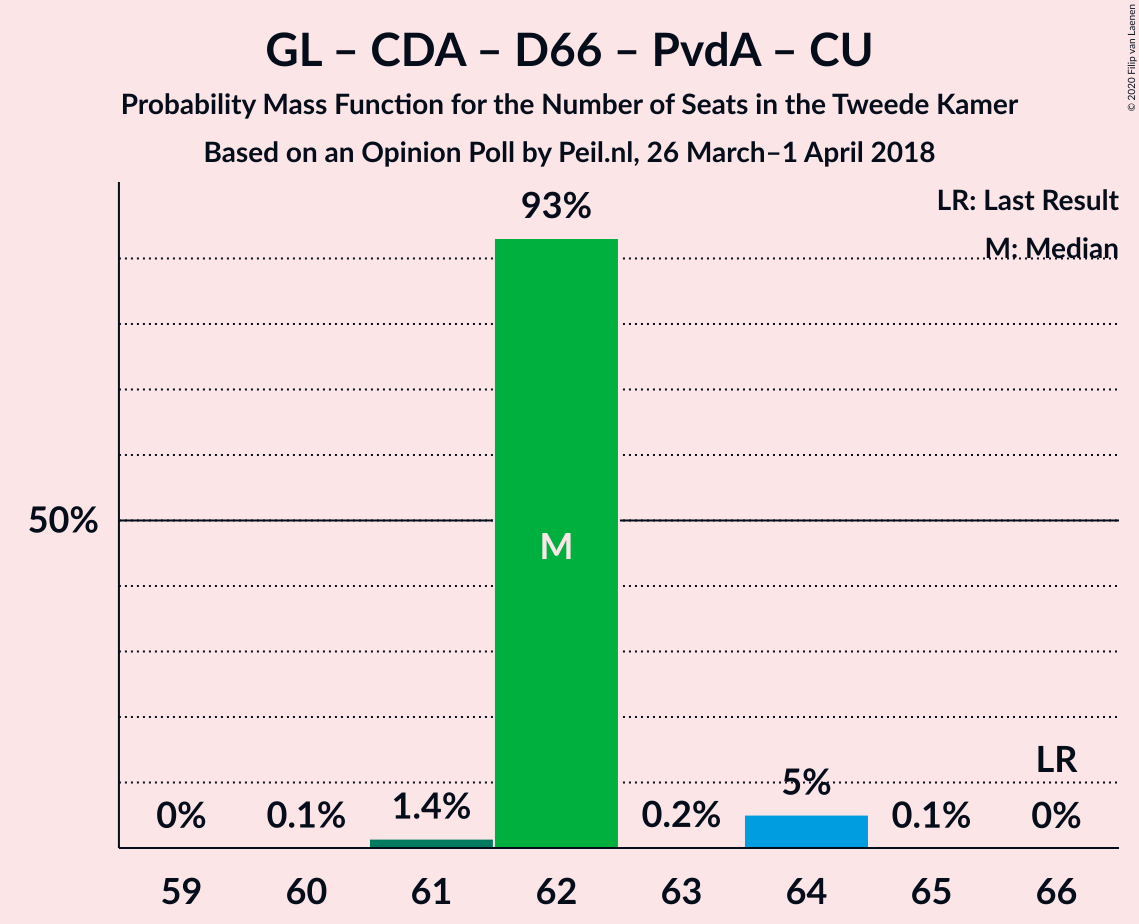 GL – CDA – D66 – PvdA – CU
Probability Mass Function for the Number of Seats in the Tweede Kamer
Based on an Opinion Poll by Peil.nl, 26 March–1 April 2018
© 2020 Filip van Laenen
LR: Last Result
M: Median
93%
50%
M
LR
0%
0.1%
1.4%
0.2%
5%
0.1%
0%
59
60
61
62
63
64
65
66